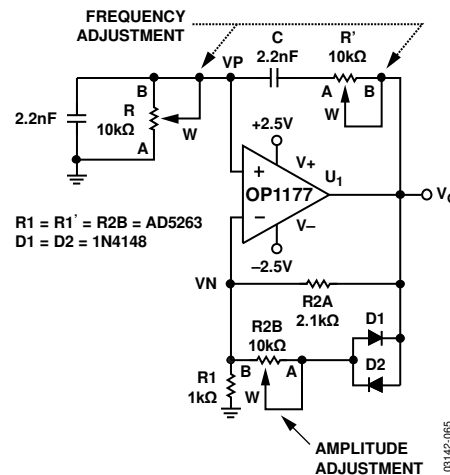 FREQUENCY
ADJUSTMENT
C
2.2nF
R'
10kΩ
VP
B
R
10kΩ
A
W
2.2nF
A
B
W
+2.5V
V+
U1
+
OP1177
−
V−
–2.5V
VO
R1 = R1' = R2B = AD5263
D1 = D2 = 1N4148
VN
R2A
2.1kΩ
R2B
10kΩ
D1
D2
B
A
W
R1
1kΩ
AMPLITUDE
ADJUSTMENT
03142-065